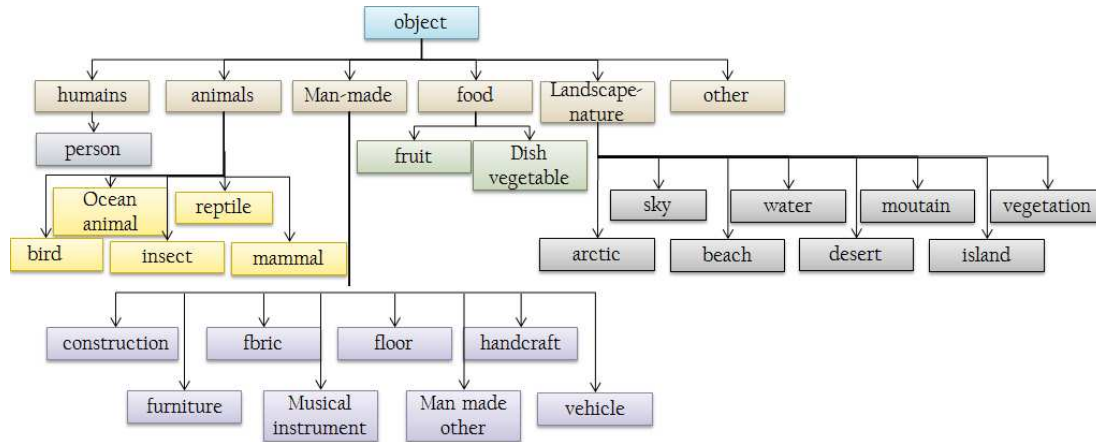 object
humains
animals
Man-made
food
Landscape-
nature
other
person
fruit
Dish
vegetable
Ocean
animal
reptile
sky
water
moutain
vegetation
bird
insect
mammal
arctic
beach
desert
island
construction
fbric
floor
handcraft
furniture
Musical
instrument
Man made
other
vehicle